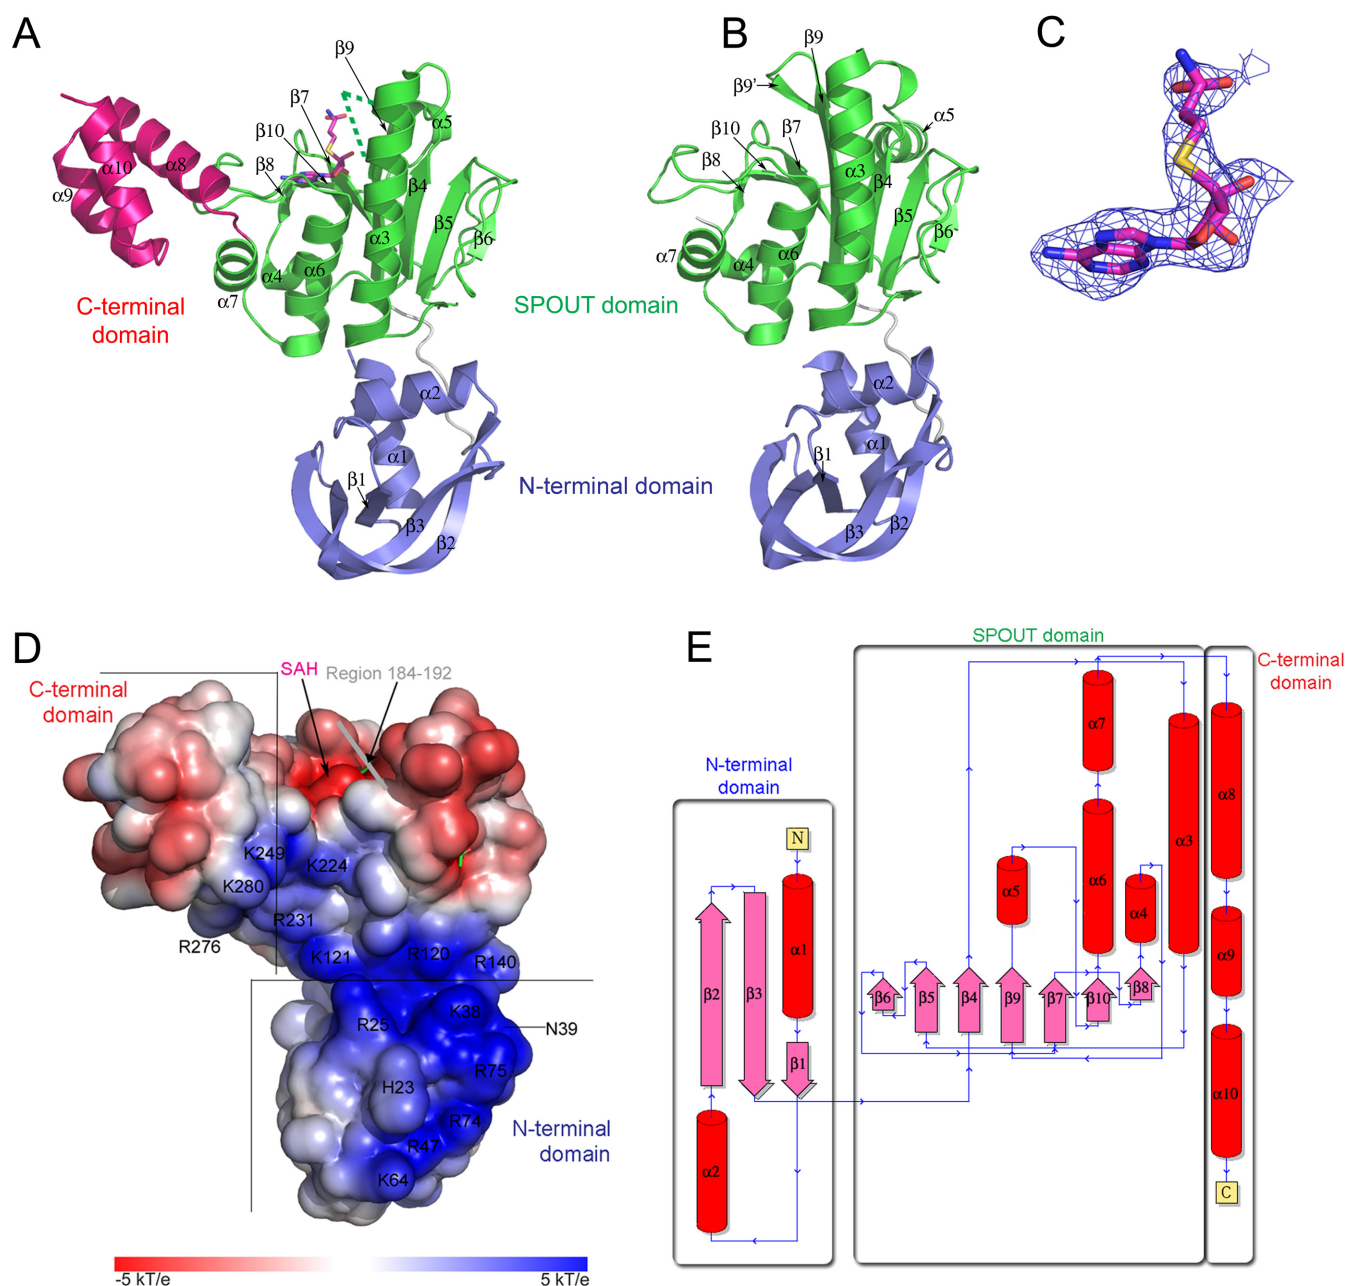 A
β9
β7
β10
β8
α5
α10
α8
α9
β4
α3
β5
β6
α4
α6
α7
C-terminal
domain
SPOUT domain
α2
α1
β1
β3
β2
N-terminal domain
B
β9
β9'
β10
β7
β8
α5
α3
β4
β5
β6
α7
α4
α6
α2
α1
β1
β2
β3
C
D
C-terminal
domain
SAH
Region 184-192
K249
K224
K280
R231
R276
K121
R120
R140
R25
K38
N39
R75
H23
R74
R47
K64
N-terminal
domain
-5 kT/e
5 kT/e
E
SPOUT domain
C-terminal
domain
N-terminal
domain
N
α1
β2
β3
β1
α2
α7
α3
α8
α6
α5
α4
β6
β5
β4
β9
β7
β10
β8
α9
α10
C